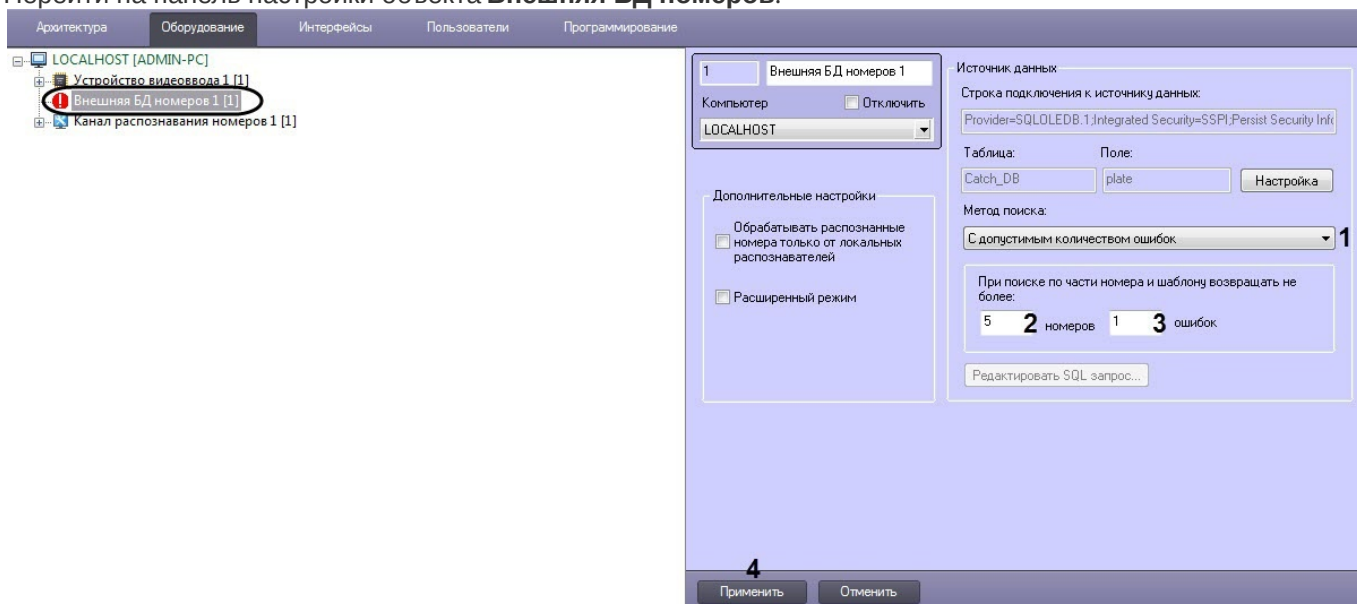 Перейти на панель настройки объекта Внешняя БД номеров.
Архитектура Оборудование Интерфейсы Пользователи Программирование
LOCALHOST [ADMIN-PC]
Устройство видеоввода 1 [1]
Внешняя БД номеров 1 [1]
Канал распознавания номеров 1 [1]
1 Внешняя БД номеров 1
Компьютер Отключить
LOCALHOST
Дополнительные настройки
Обрабатывать распознанные
номера только от локальных
распознавателей
Расширенный режим
Источник данных
Строка подключения к источнику данных:
Provider=SQLOLEDB.1;Integrated Security=SSPI;Persist Security Info
Таблица: Поле:
Catch_DB plate Настройка
Метод поиска:
С допустимым количеством ошибок 1
При поиске по части номера и шаблону возвращать не
более:
5 2 номеров 1 3 ошибок
Редактировать SQL запрос...
4
Применить Отменить